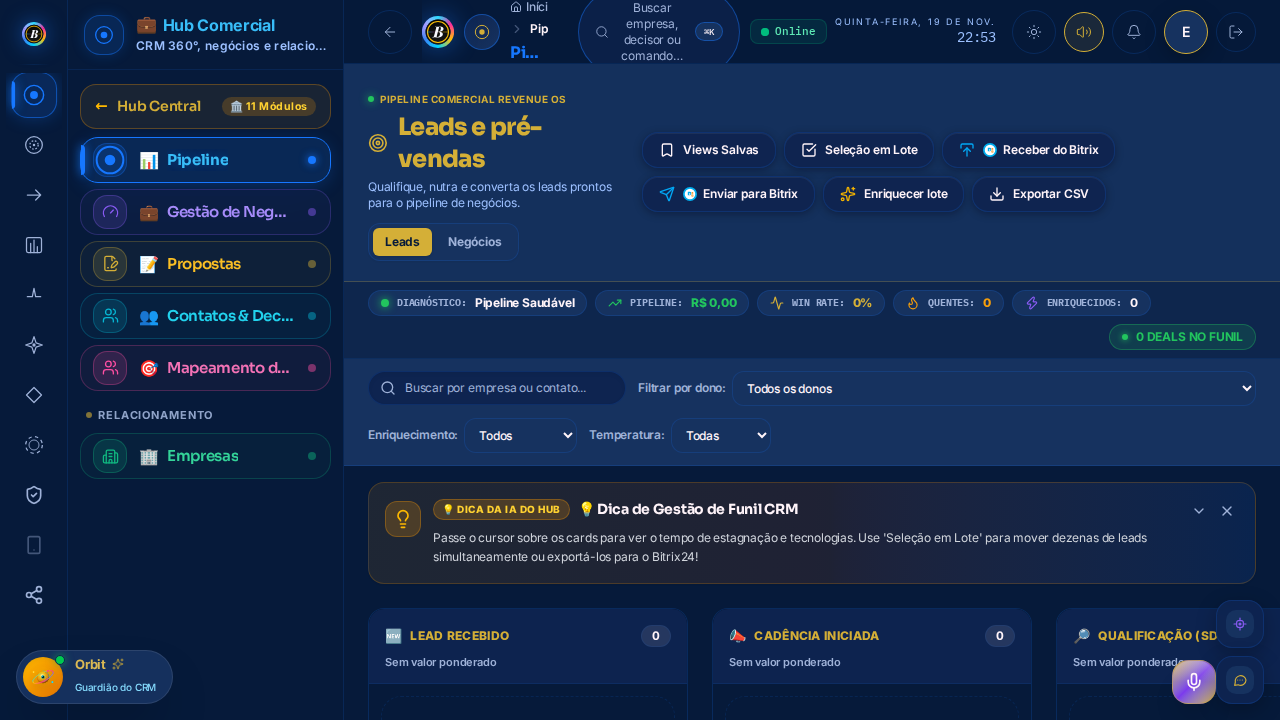 💼 Hub Comercial
CRM 360°, negócios e relacio...
← Hub Central
🏛️ 11 Módulos
📊 Pipeline
💼 Gestão de Neg...
📝 Propostas
👥 Contatos & Dec...
🎯 Mapeamento d...
RELACIONAMENTO
🏢 Empresas
Orbit
Guardião do CRM
B
Iníci
Pip
Pi...
Buscar empresa, decisor ou comando...
⌘K
Online
QUINTA-FEIRA, 19 DE NOV.
22:53
E
PIPELINE COMERCIAL REVENUE OS
Leads e pré-
vendas
Qualifique, nutra e converta os leads prontos
para o pipeline de negócios.
Leads
Negócios
Views Salvas
Seleção em Lote
Receber do Bitrix
Enviar para Bitrix
Enriquecer lote
Exportar CSV
DIAGNÓSTICO: Pipeline Saudável
PIPELINE: R$ 0,00
WIN RATE: 0%
QUENTES: 0
ENRIQUECIDOS: 0
0 DEALS NO FUNIL
Buscar por empresa ou contato...
Filtrar por dono: Todos os donos
Enriquecimento: Todos
Temperatura: Todas
💡 DICA DA IA DO HUB
💡 Dica de Gestão de Funil CRM
Passe o cursor sobre os cards para ver o tempo de estagnação e tecnologias. Use 'Seleção em Lote' para mover dezenas de leads
simultaneamente ou exportá-los para o Bitrix24!
🆕 LEAD RECEBIDO 0
Sem valor ponderado
📣 CADÊNCIA INICIADA 0
Sem valor ponderado
🔎 QUALIFICAÇÃO (SD
Sem valor ponderado